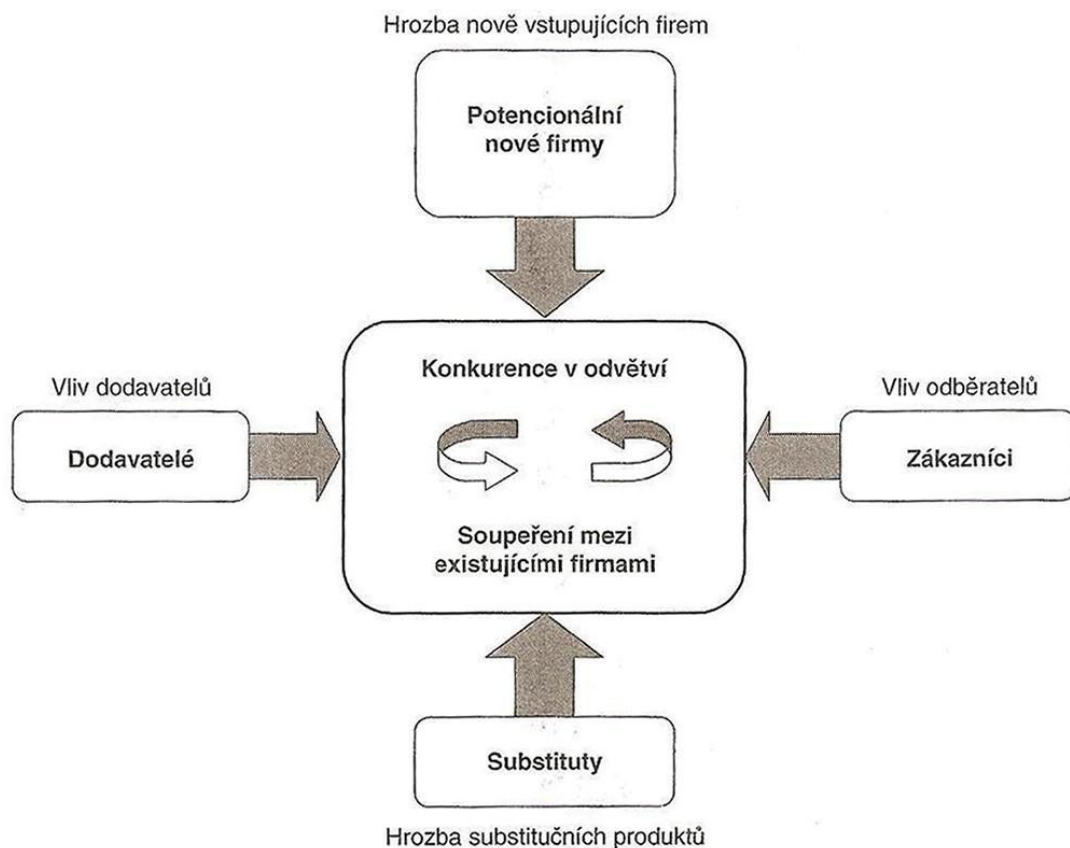 Hrozba nově vstupujících firem
Potencionální
nové firmy
Konkurence v odvětví
Vliv dodavatelů
Dodavatelé
Vliv odběratelů
Zákazníci
Soupeření mezi
existujícími firmami
Substituty
Hrozba substitučních produktů